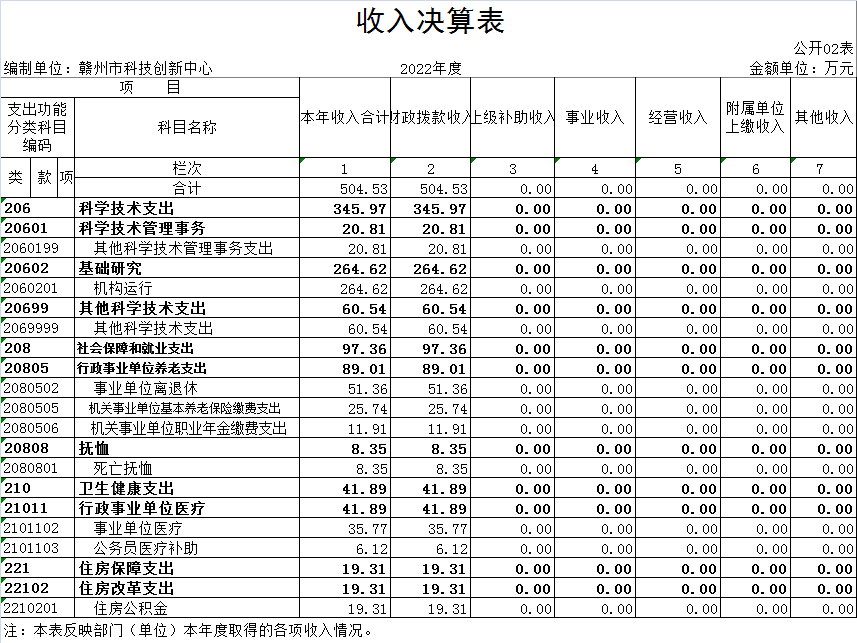 收入决算表
公开02表
编制单位：赣州市科技创新中心 2022年度 金额单位：万元
项 目 本年收入合计 财政拨款收入 上级补助收入 事业收入 经营收入 附属单位上缴收入 其他收入
支出功能分类科目编码 科目名称
类 款 项 栏次 1 2 3 4 5 6 7
合计 504.53 504.53 0.00 0.00 0.00 0.00 0.00
206 科学技术支出 345.97 345.97 0.00 0.00 0.00 0.00 0.00
20601 科学技术管理事务 20.81 20.81 0.00 0.00 0.00 0.00 0.00
2060199 其他科学技术管理事务支出 20.81 20.81 0.00 0.00 0.00 0.00 0.00
20602 基础研究 264.62 264.62 0.00 0.00 0.00 0.00 0.00
2060201 机构运行 264.62 264.62 0.00 0.00 0.00 0.00 0.00
20699 其他科学技术支出 60.54 60.54 0.00 0.00 0.00 0.00 0.00
2069999 其他科学技术支出 60.54 60.54 0.00 0.00 0.00 0.00 0.00
208 社会保障和就业支出 97.36 97.36 0.00 0.00 0.00 0.00 0.00
20805 行政事业单位养老支出 89.01 89.01 0.00 0.00 0.00 0.00 0.00
2080502 事业单位离退休 51.36 51.36 0.00 0.00 0.00 0.00 0.00
2080505 机关事业单位基本养老保险缴费支出 25.74 25.74 0.00 0.00 0.00 0.00 0.00
2080506 机关事业单位职业年金缴费支出 11.91 11.91 0.00 0.00 0.00 0.00 0.00
20808 抚恤 8.35 8.35 0.00 0.00 0.00 0.00 0.00
2080801 死亡抚恤 8.35 8.35 0.00 0.00 0.00 0.00 0.00
210 卫生健康支出 41.89 41.89 0.00 0.00 0.00 0.00 0.00
21011 行政事业单位医疗 41.89 41.89 0.00 0.00 0.00 0.00 0.00
2101102 事业单位医疗 35.77 35.77 0.00 0.00 0.00 0.00 0.00
2101103 公务员医疗补助 6.12 6.12 0.00 0.00 0.00 0.00 0.00
221 住房保障支出 19.31 19.31 0.00 0.00 0.00 0.00 0.00
22102 住房改革支出 19.31 19.31 0.00 0.00 0.00 0.00 0.00
2210201 住房公积金 19.31 19.31 0.00 0.00 0.00 0.00 0.00
注：本表反映部门（单位）本年度取得的各项收入情况。